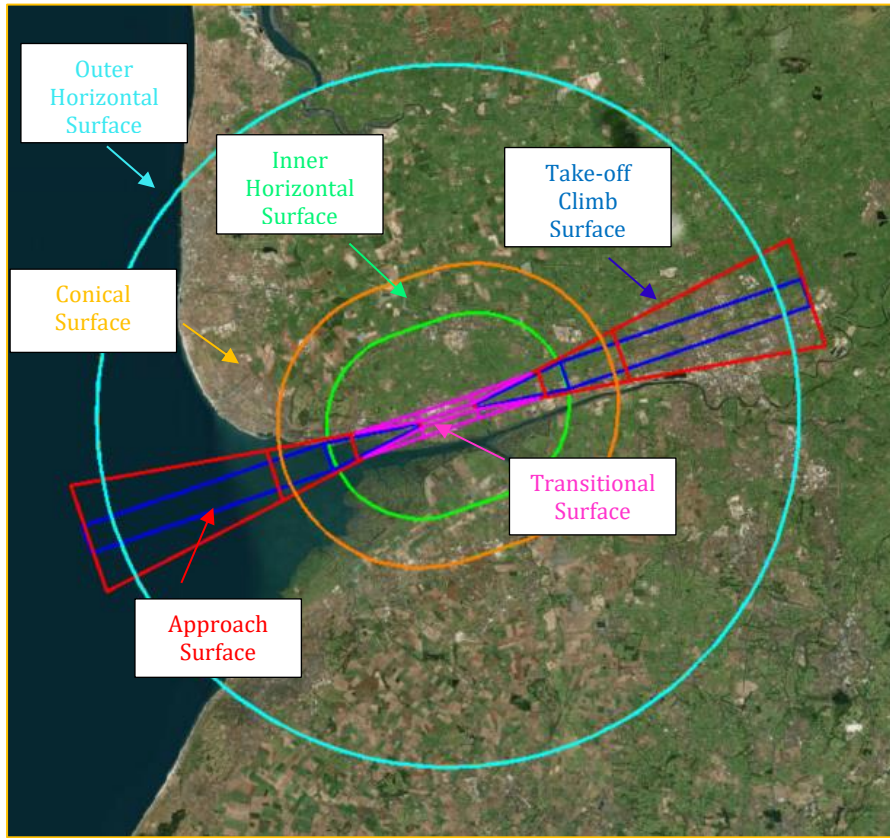 Outer
Horizontal
Surface
Inner
Horizontal
Surface
Take-off
Climb
Surface
Conical
Surface
Transitional
Surface
Approach
Surface